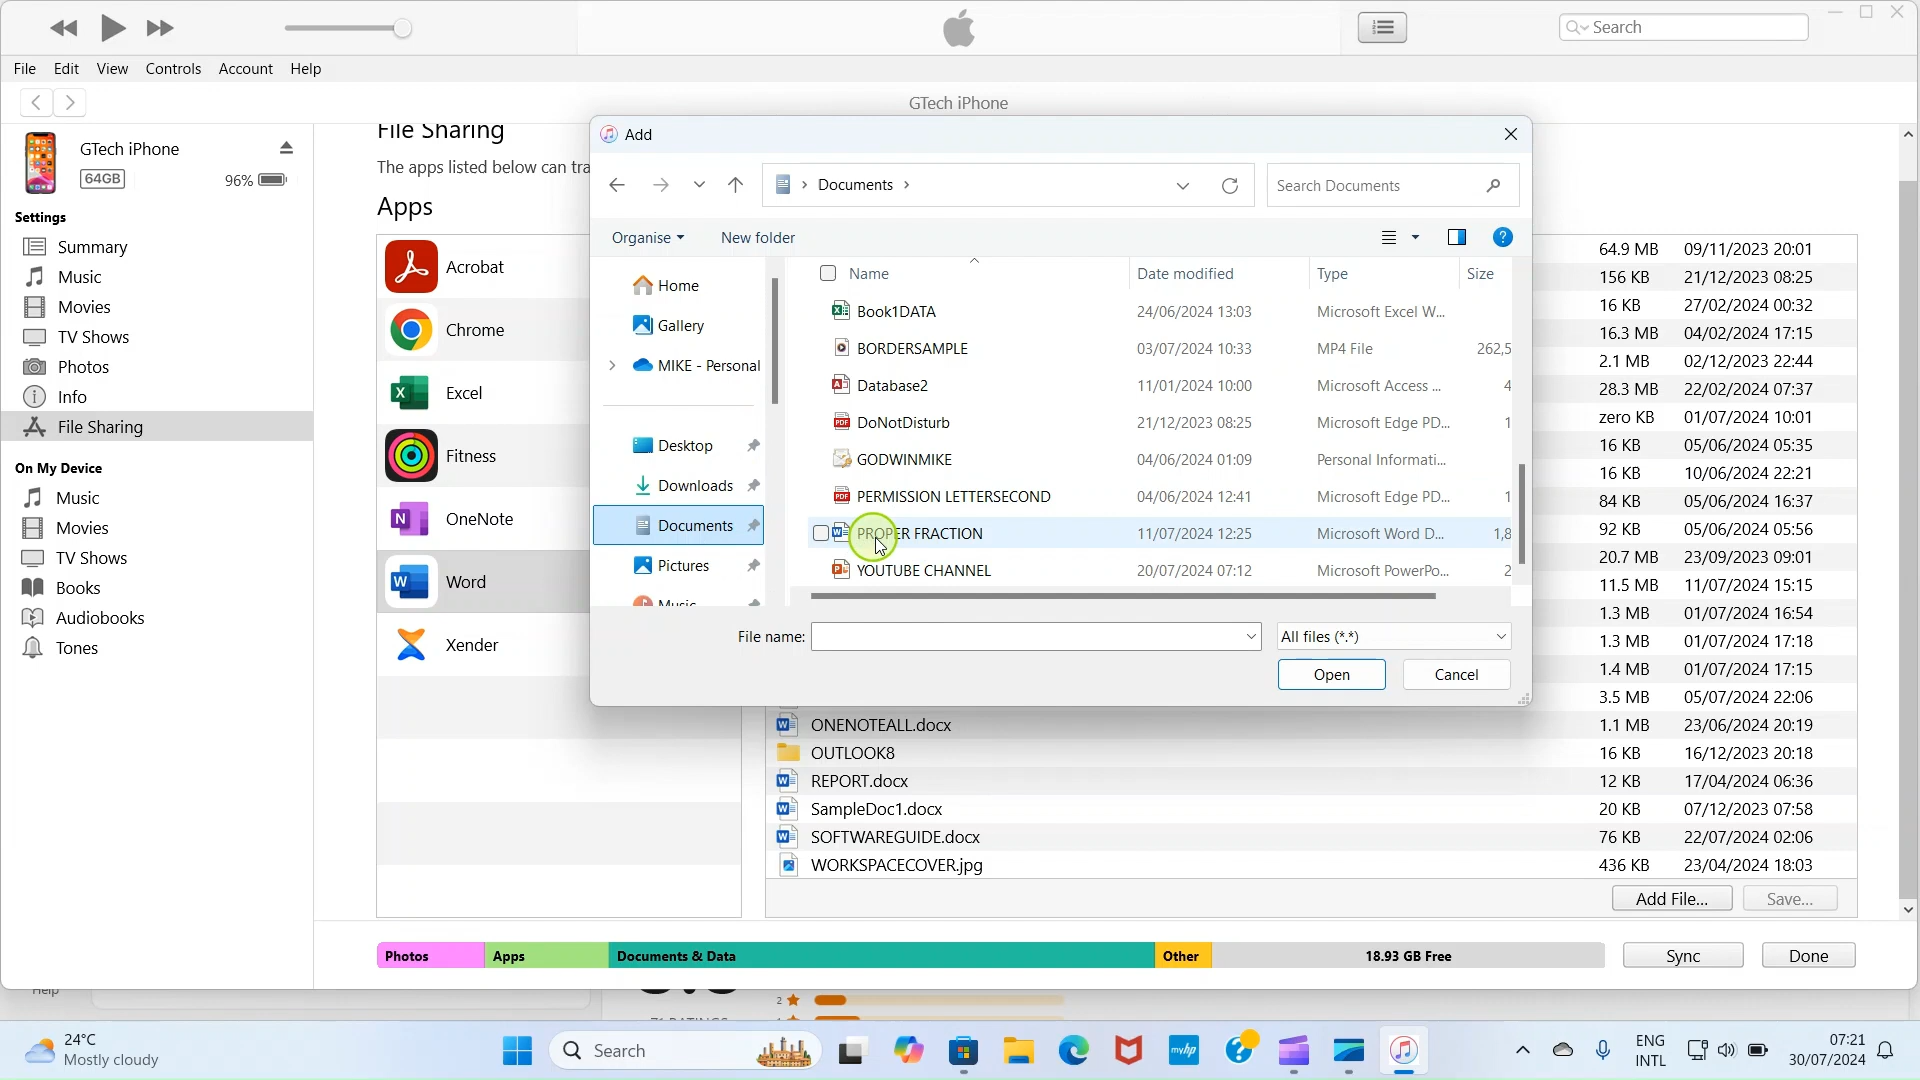 Search
File Edit View Controls Account Help
GTech iPhone
GTech iPhone
64GB
96%
Settings
Summary
Music
Movies
TV Shows
Photos
Info
File Sharing
On My Device
Music
Movies
TV Shows
Books
Audiobooks
Tones
File Sharing
The apps listed below can tra
Apps
Acrobat
Chrome
Excel
Fitness
OneNote
Word
Xender
Add
Documents
Search Documents
Organise
New folder
Home
Gallery
MIKE - Personal
Desktop
Downloads
Documents
Pictures
Music
Name Date modified Type Size
Book1DATA 24/06/2024 13:03 Microsoft Excel W...
BORDERSAMPLE 03/07/2024 10:33 MP4 File 262,5
Database2 11/01/2024 10:00 Microsoft Access ... 4
DoNotDisturb 21/12/2023 08:25 Microsoft Edge PD... 1
GODWINMIKE 04/06/2024 01:09 Personal Informati...
PERMISSION LETTERSECOND 04/06/2024 12:41 Microsoft Edge PD... 1
PROPER FRACTION 11/07/2024 12:25 Microsoft Word D... 1,8
YOUTUBE CHANNEL 20/07/2024 07:12 Microsoft PowerPo... 2
File name:
All files (*.*)
Open
Cancel
64.9 MB 09/11/2023 20:01
156 KB 21/12/2023 08:25
16 KB 27/02/2024 00:32
16.3 MB 04/02/2024 17:15
2.1 MB 02/12/2023 22:44
28.3 MB 22/02/2024 07:37
zero KB 01/07/2024 10:01
16 KB 05/06/2024 05:35
16 KB 10/06/2024 22:21
84 KB 05/06/2024 16:37
92 KB 05/06/2024 05:56
20.7 MB 23/09/2023 09:01
11.5 MB 11/07/2024 15:15
1.3 MB 01/07/2024 16:54
1.3 MB 01/07/2024 17:18
1.4 MB 01/07/2024 17:15
3.5 MB 05/07/2024 22:06
ONENOTEALL.docx 1.1 MB 23/06/2024 20:19
OUTLOOK8 16 KB 16/12/2023 20:18
REPORT.docx 12 KB 17/04/2024 06:36
SampleDoc1.docx 20 KB 07/12/2023 07:58
SOFTWAREGUIDE.docx 76 KB 22/07/2024 02:06
WORKSPACECOVER.jpg 436 KB 23/04/2024 18:03
Add File... Save...
Photos Apps Documents & Data Other 18.93 GB Free
Sync Done
Help
2
24°C
Mostly cloudy
Search
myhp
ENG
INTL
07:21
30/07/2024